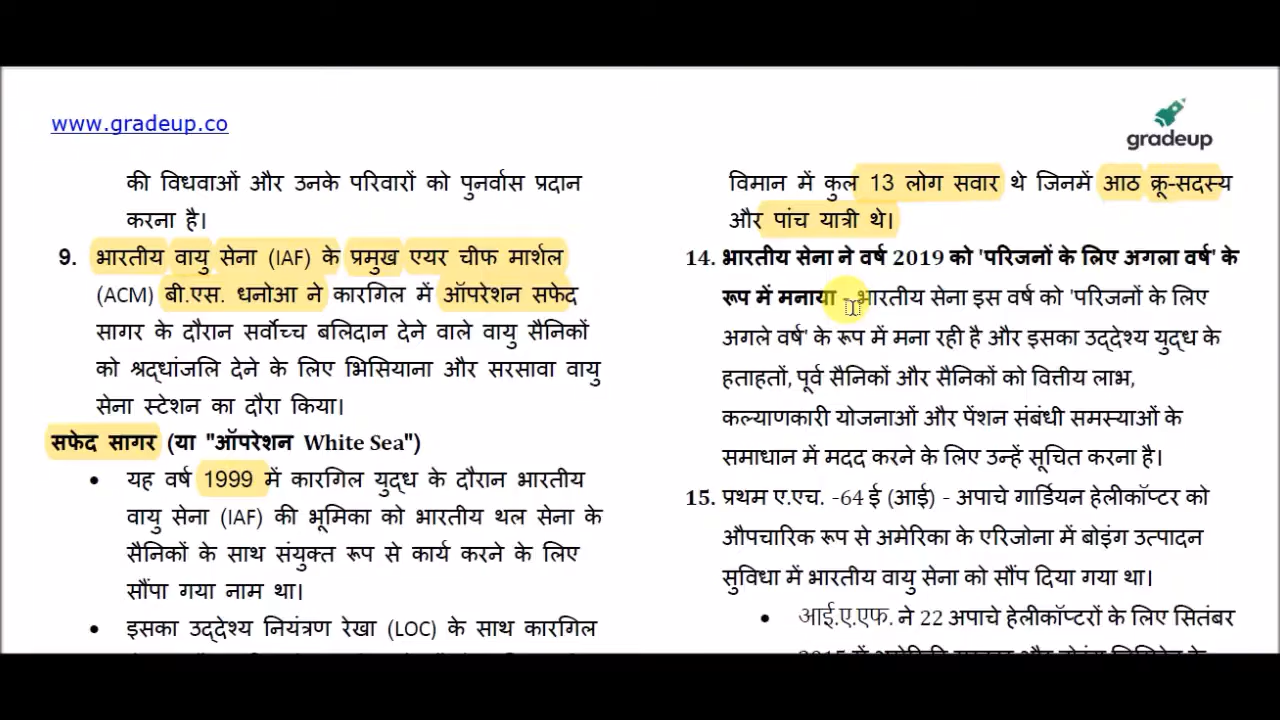 www.gradeup.co
gradeup
की विधवाओं और उनके परिवारों को पुनर्वास प्रदान
करना है।
9. भारतीय वायु सेना (IAF) के प्रमुख एयर चीफ मार्शल
(ACM) बी.एस. धनोआ ने कारगिल में ऑपरेशन सफेद
सागर के दौरान सर्वोच्च बलिदान देने वाले वायु सैनिकों
को श्रद्धांजलि देने के लिए भिसियाना और सरसावा वायु
सेना स्टेशन का दौरा किया।
सफेद सागर (या "ऑपरेशन White Sea")
• यह वर्ष 1999 में कारगिल युद्ध के दौरान भारतीय
वायु सेना (IAF) की भूमिका को भारतीय थल सेना के
सैनिकों के साथ संयुक्त रूप से कार्य करने के लिए
सौंपा गया नाम था।
• इसका उद्देश्य नियंत्रण रेखा (LOC) के साथ कारगिल
विमान में कुल 13 लोग सवार थे जिनमें आठ क्रू-सदस्य
और पांच यात्री थे।
14. भारतीय सेना ने वर्ष 2019 को 'परिजनों के लिए अगला वर्ष' के
रूप में मनाया - भारतीय सेना इस वर्ष को 'परिजनों के लिए
अगले वर्ष' के रूप में मना रही है और इसका उद्देश्य युद्ध के
हताहतों, पूर्व सैनिकों और सैनिकों को वित्तीय लाभ,
कल्याणकारी योजनाओं और पेंशन संबंधी समस्याओं के
समाधान में मदद करने के लिए उन्हें सूचित करना है।
15. प्रथम ए.एच. -64 ई (आई) - अपाचे गार्डियन हेलीकॉप्टर को
औपचारिक रूप से अमेरिका के एरिजोना में बोइंग उत्पादन
सुविधा में भारतीय वायु सेना को सौंप दिया गया था।
• आई.ए.एफ. ने 22 अपाचे हेलीकॉप्टरों के लिए सितंबर